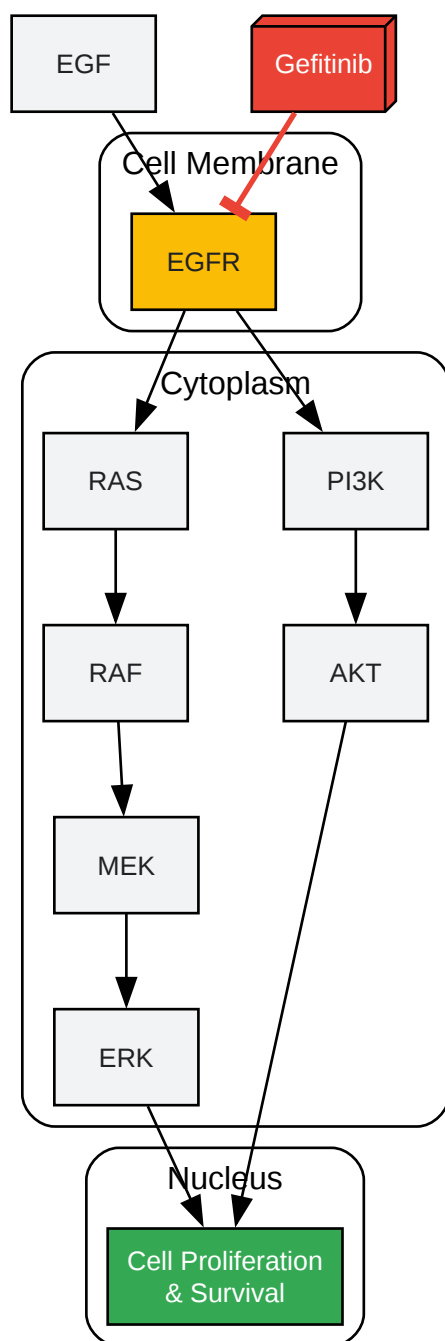 EGF
Gefitinib
Cell Membrane
EGFR
Cytoplasm
RAS
PI3K
RAF
AKT
MEK
ERK
Nucleus
Cell Proliferation
& Survival